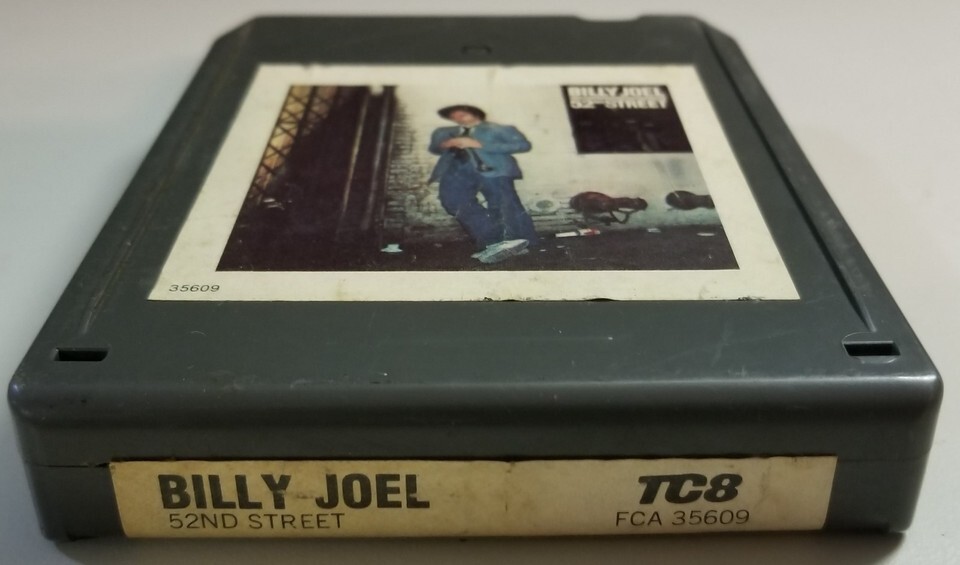 BILLY JOEL
52ND STREET
35609
BILLY JOEL
52ND STREET
TC8
FCA 35609